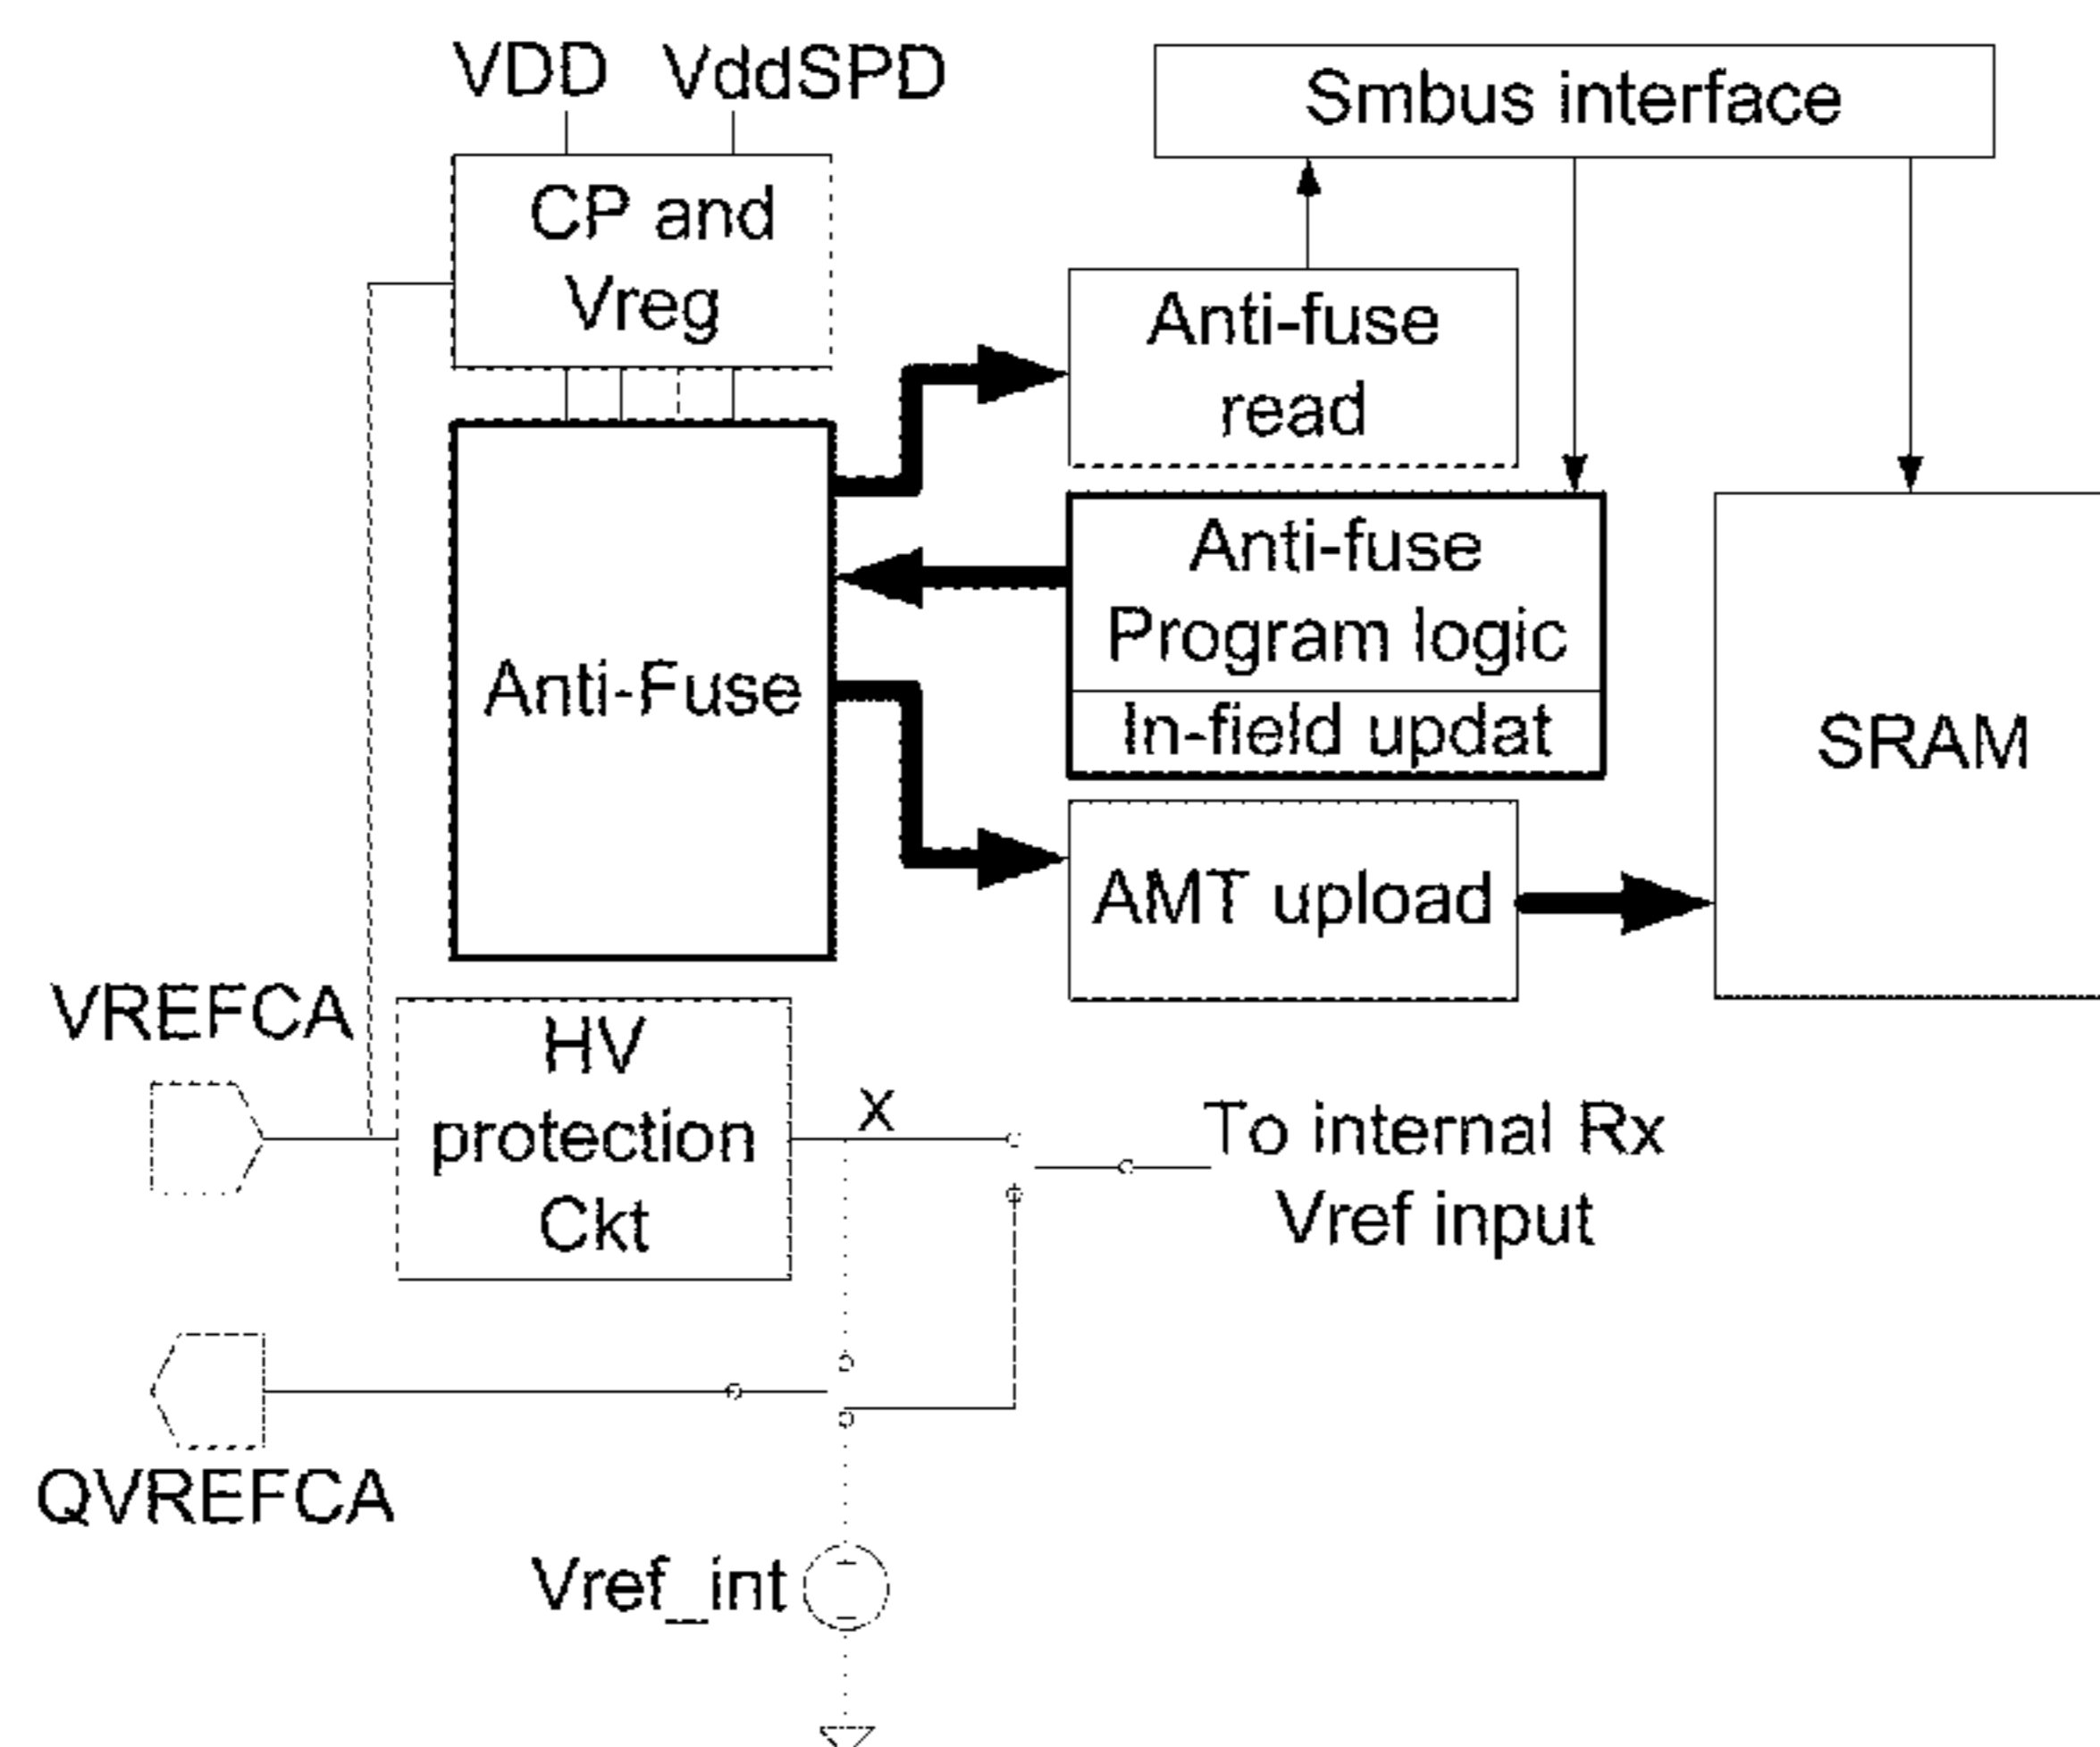 VDD VddSPD
Smbus interface
CP and
Vreg
Anti-fuse
read
Anti-fuse
Program logic
In-field updat
Anti-Fuse
SRAM
AMT upload
VREFCA
HV
protection
Ckt
X
To internal Rx
Vref input
QVREFCA
Vref_int